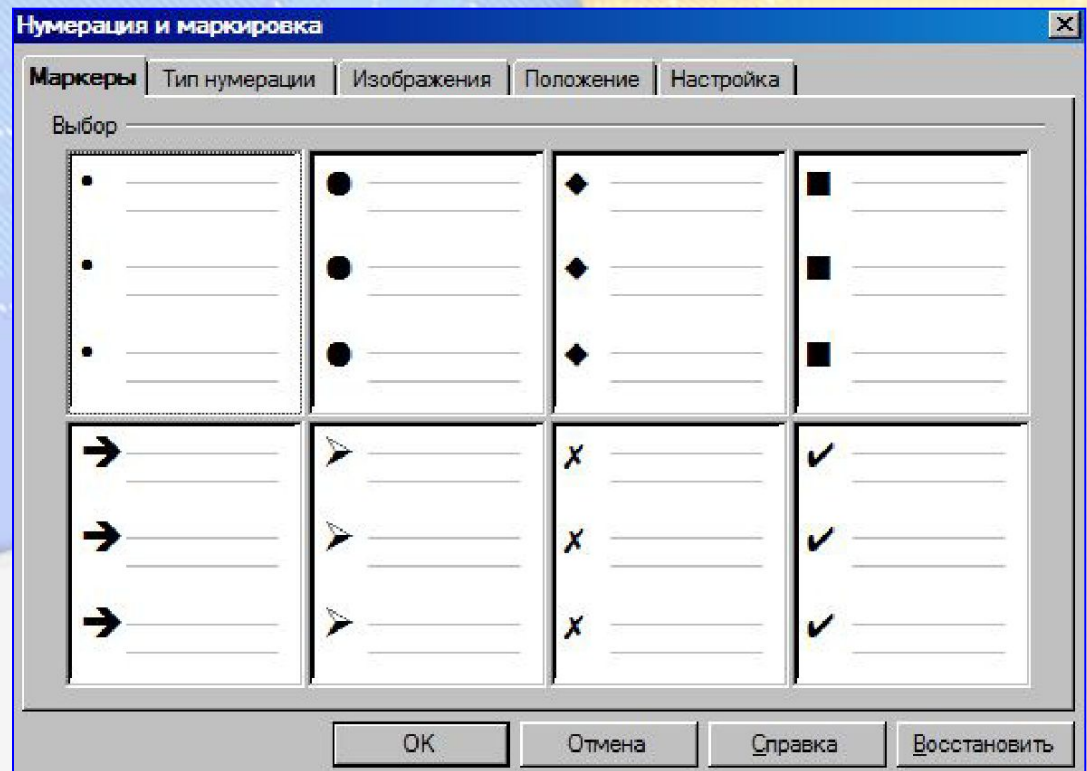 Нумерация и маркировка
Маркеры Тип нумерации Изображения Положение Настройка
Выбор
OK Отмена Справка Восстановить